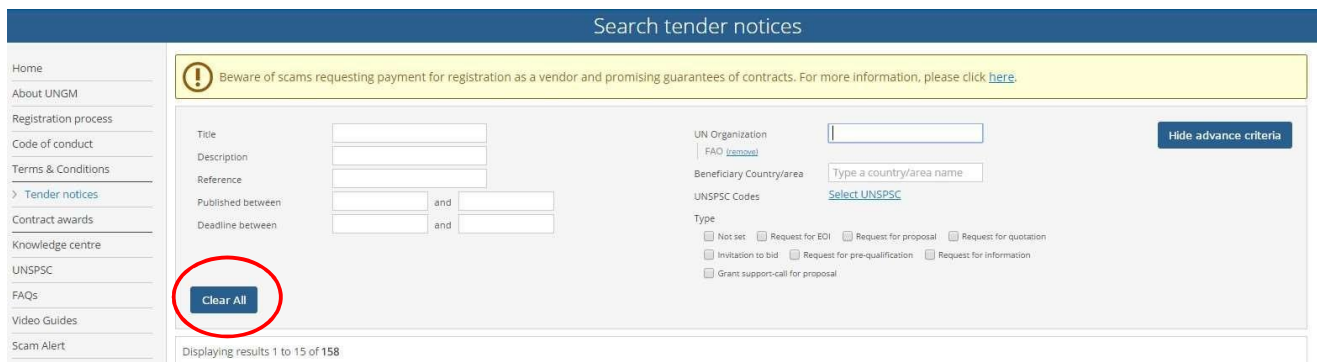 Search tender notices
Home
About UNGM
Registration process
Code of conduct
Terms & Conditions
> Tender notices
Contract awards
Knowledge centre
UNSPSC
FAQs
Video Guides
Scam Alert
Beware of scams requesting payment for registration as a vendor and promising guarantees of contracts. For more information, please click here.
Title
Description
Reference
Published between and
Deadline between and
UN Organization
FAO (remove)
Beneficiary Country/area Type a country/area name
UNSPSC Codes Select UNSPSC
Type
Not set Request for EOI Request for proposal Request for quotation
Invitation to bid Request for pre-qualification Request for information
Grant support-call for proposal
Hide advance criteria
Clear All
Displaying results 1 to 15 of 158